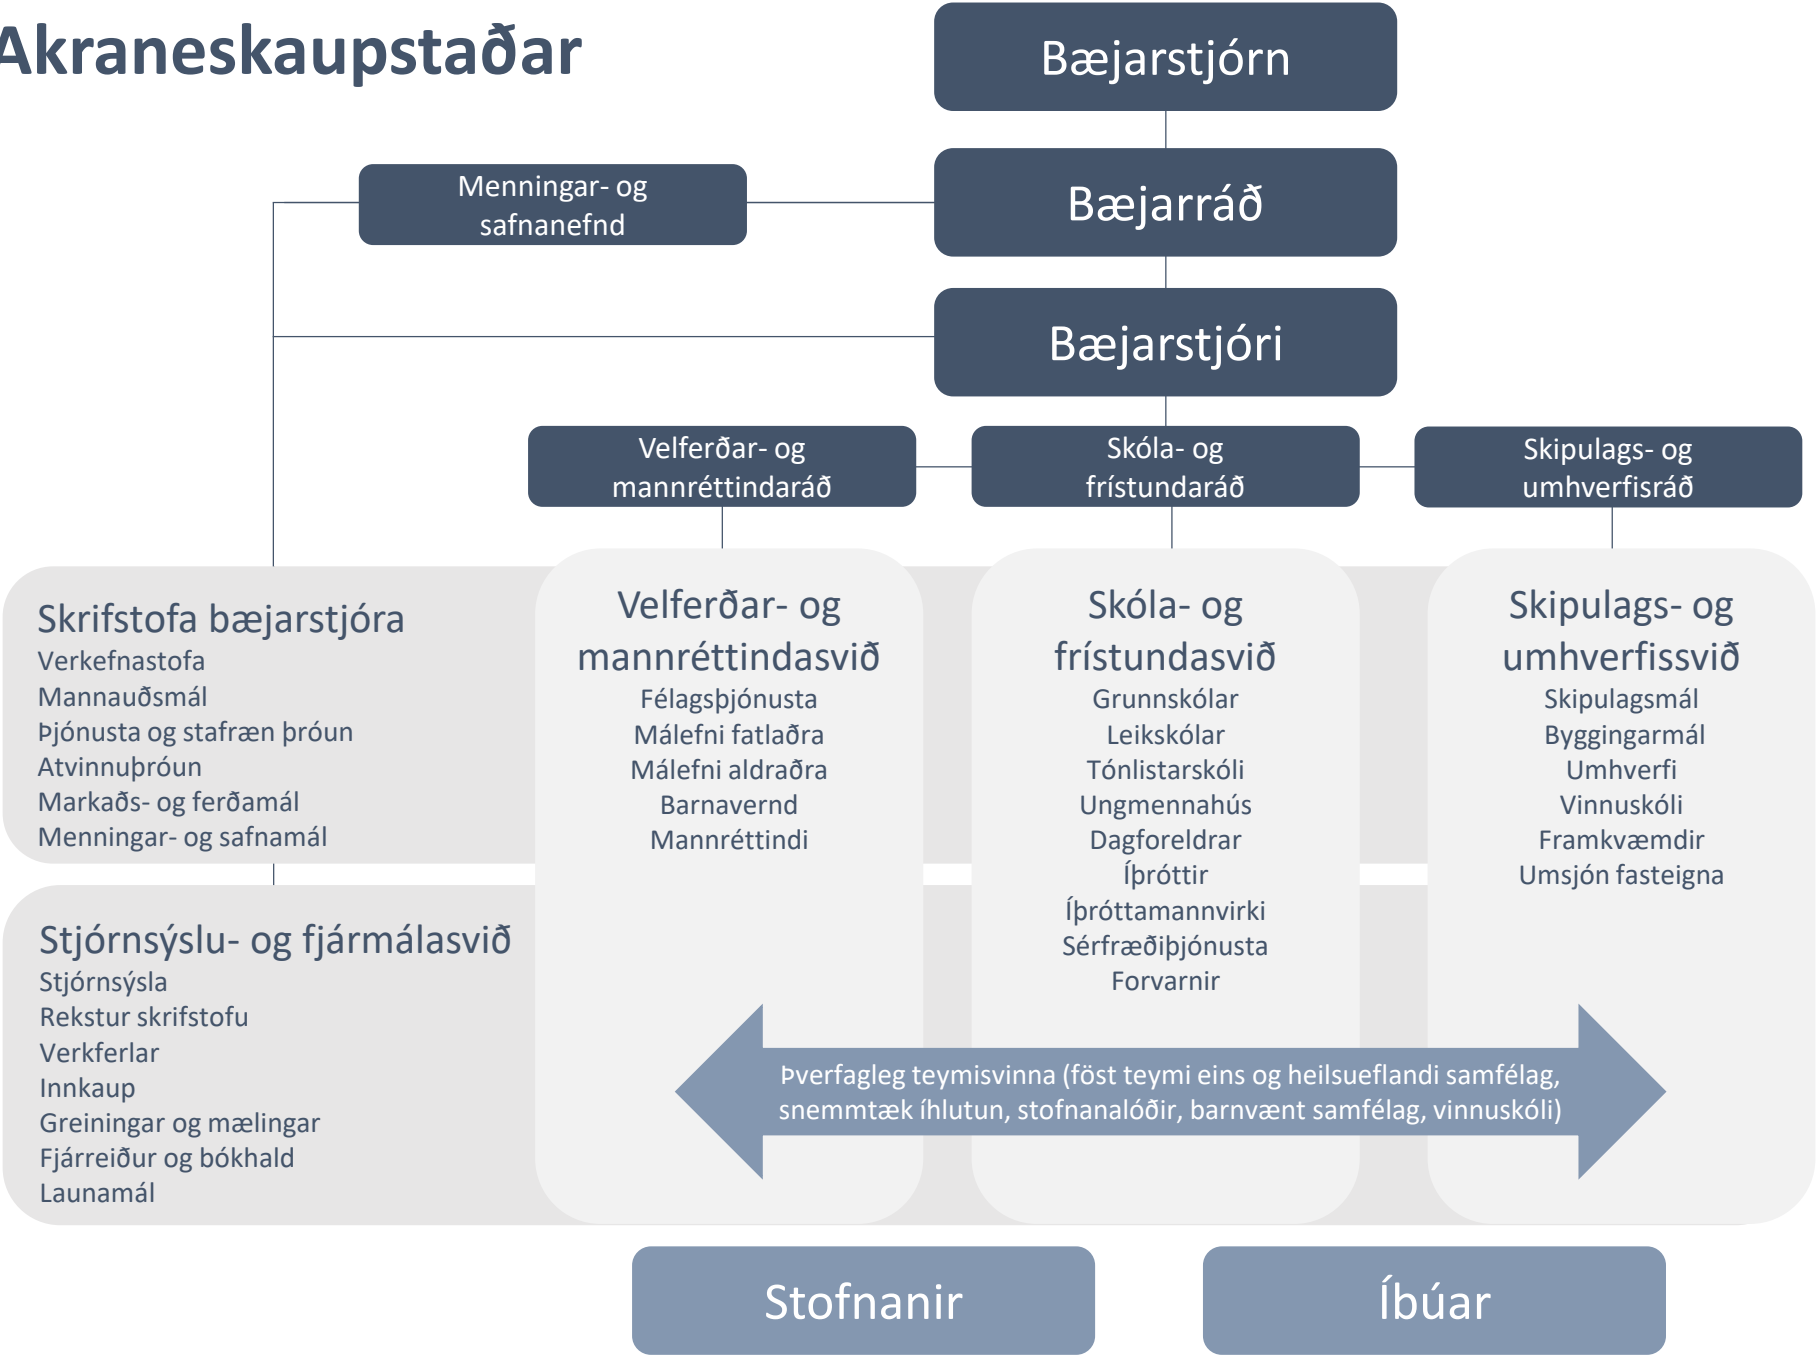 Akraneskaupstaðar
Bæjarstjórn
Menningar- og
safnanefnd
Bæjarráð
Bæjarstjóri
Velferðar- og
mannréttindaráð
Skóla- og
frístundaráð
Skipulags- og
umhverfisráð
Skrifstofa bæjarstjóra
Verkefnastofa
Mannauðsmál
Þjónusta og stafræn þróun
Atvinnuþróun
Markaðs- og ferðamál
Menningar- og safnamál
Velferðar- og
mannréttindasvið
Félagsþjónusta
Málefni fatlaðra
Málefni aldraðra
Barnavernd
Mannréttindi
Skóla- og
frístundasvið
Grunnskólar
Leikskólar
Tónlistarskóli
Ungmennahús
Dagforeldrar
Íþróttir
Íþróttamannvirki
Sérfræðiþjónusta
Forvarnir
Skipulags- og
umhverfissvið
Skipulagsmál
Byggingarmál
Umhverfi
Vinnuskóli
Framkvæmdir
Umsjón fasteigna
Stjórnsýslu- og fjármálasvið
Stjórnsýsla
Rekstur skrifstofu
Verkferlar
Innkaup
Greiningar og mælingar
Fjárreiður og bókhald
Launamál
Þverfagleg teymisvinna (föst teymi eins og heilsueflandi samfélag,
snemmtæk íhlutun, stofnanalóðir, barnvænt samfélag, vinnuskóli)
Stofnanir
Íbúar